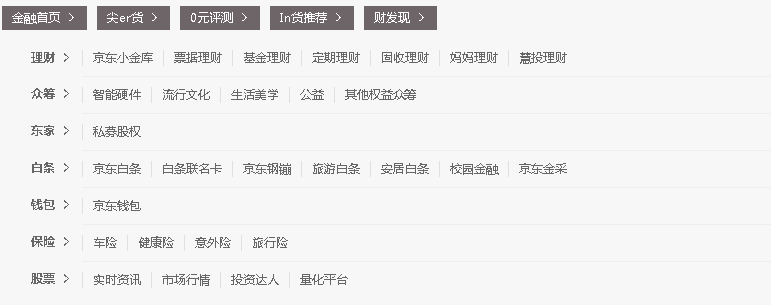 金融首页 > 尖er货 > 0元评测 > In货推荐 > 财发现 >
理财 > 京东小金库 票据理财 基金理财 定期理财 固收理财 妈妈理财 慧投理财
众筹 > 智能硬件 流行文化 生活美学 公益 其他权益众筹
东家 > 私募股权
白条 > 京东白条 白条联名卡 京东钢镚 旅游白条 安居白条 校园金融 京东金采
钱包 > 京东钱包
保险 > 车险 健康险 意外险 旅行险
股票 > 实时资讯 市场行情 投资达人 量化平台